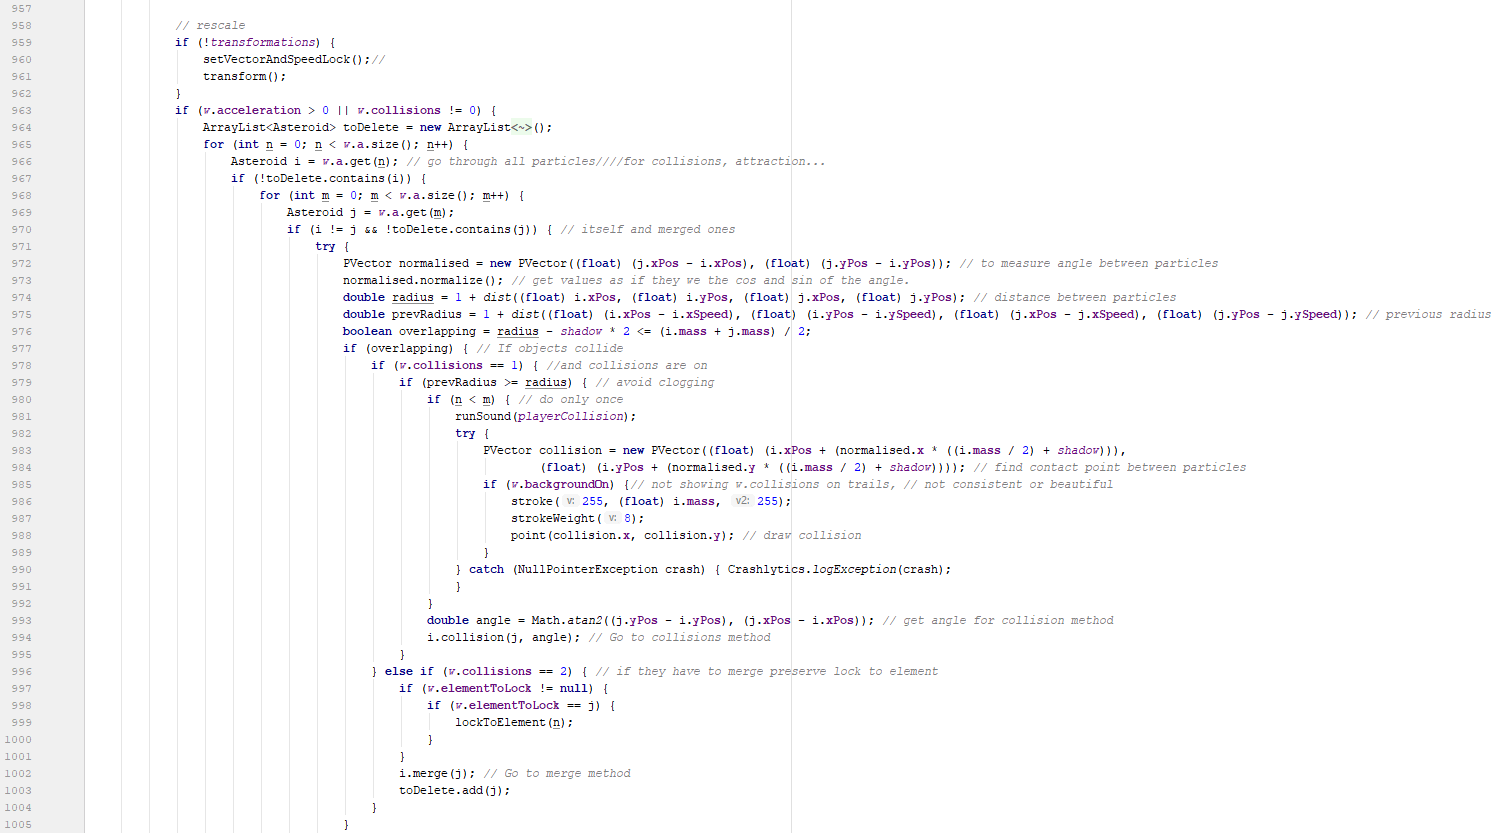 957
958 // rescale
959 if (!transformations) {
960 setVectorAndSpeedLock();//
961 transform();
962 }
963 if (w.acceleration > 0 || w.collisions != 0) {
964 ArrayList<Asteroid> toDelete = new ArrayList<~>();
965 for (int n = 0; n < w.a.size(); n++) {
966 Asteroid i = w.a.get(n); // go through all particles////for collisions, attraction...
967 if (!toDelete.contains(i)) {
968 for (int m = 0; m < w.a.size(); m++) {
969 Asteroid j = w.a.get(m);
970 if (i != j && !toDelete.contains(j)) { // itself and merged ones
971 try {
972 PVector normalised = new PVector((float) (j.xPos - i.xPos), (float) (j.yPos - i.yPos)); // to measure angle between particles
973 normalised.normalize(); // get values as if they we the cos and sin of the angle.
974 double radius = 1 + dist((float) i.xPos, (float) i.yPos, (float) j.xPos, (float) j.yPos); // distance between particles
975 double prevRadius = 1 + dist((float) (i.xPos - i.xSpeed), (float) (i.yPos - i.ySpeed), (float) (j.xPos - j.xSpeed), (float) (j.yPos - j.ySpeed)); // previous radius
976 boolean overlapping = radius - shadow * 2 <= (i.mass + j.mass) / 2;
977 if (overlapping) { // If objects collide
978 if (w.collisions == 1) { //and collisions are on
979 if (prevRadius >= radius) { // avoid clogging
980 if (n < m) { // do only once
981 runSound(playerCollision);
982 try {
983 PVector collision = new PVector((float) (i.xPos + (normalised.x * ((i.mass / 2) + shadow))),
984 (float) (i.yPos + (normalised.y * ((i.mass / 2) + shadow)))); // find contact point between particles
985 if (w.backgroundOn) {// not showing w.collisions on trails, // not consistent or beautiful
986 stroke( v: 255, (float) i.mass, v2: 255);
987 strokeWeight( v: 8);
988 point(collision.x, collision.y); // draw collision
989 }
990 } catch (NullPointerException crash) { Crashlytics.logException(crash);
991 }
992 }
993 double angle = Math.atan2((j.yPos - i.yPos), (j.xPos - i.xPos)); // get angle for collision method
994 i.collision(j, angle); // Go to collisions method
995 }
996 } else if (w.collisions == 2) { // if they have to merge preserve lock to element
997 if (w.elementToLock != null) {
998 if (w.elementToLock == j) {
999 lockToElement(n);
1000 }
1001 }
1002 i.merge(j); // Go to merge method
1003 toDelete.add(j);
1004 }
1005 }